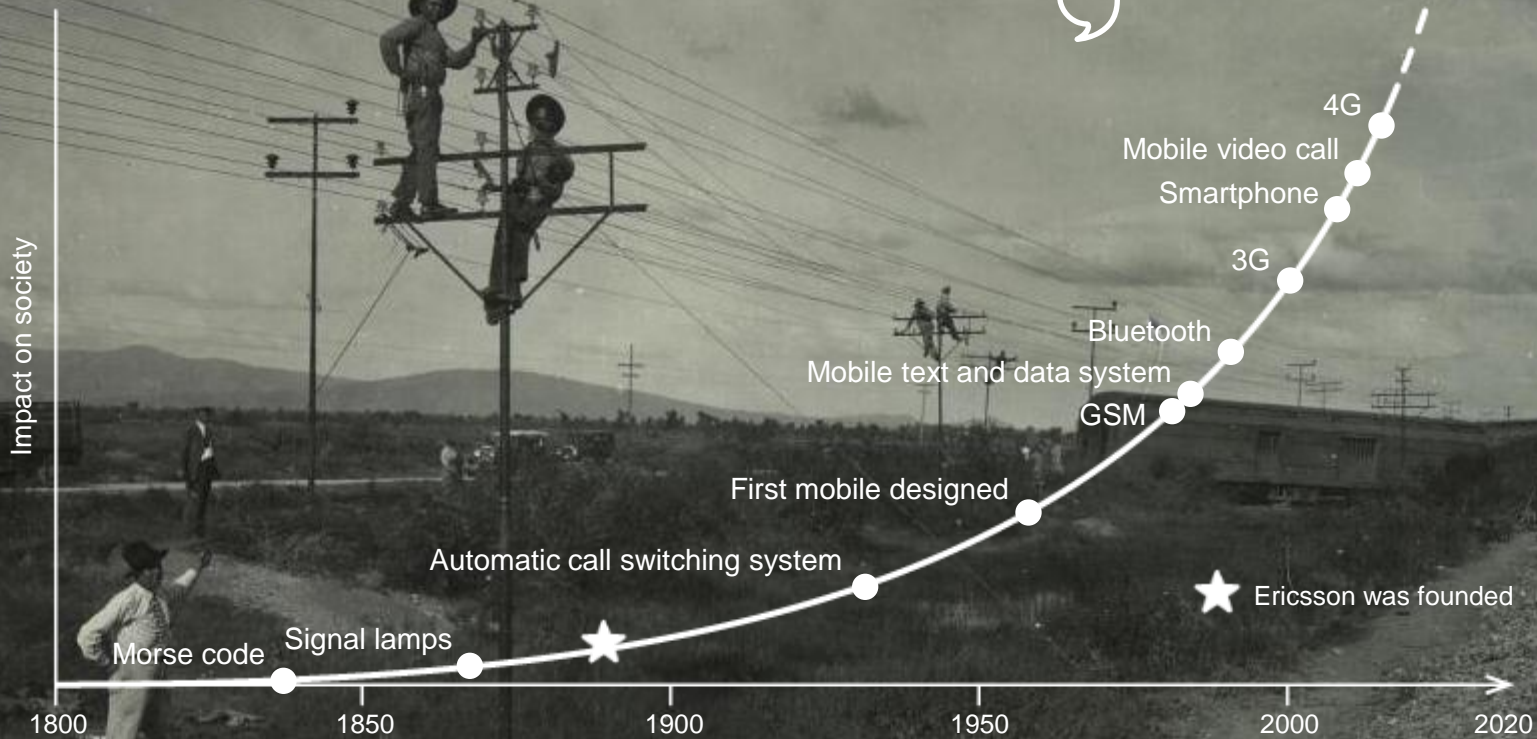 4G
Mobile video call
Smartphone
3G
Bluetooth
Mobile text and data system
GSM
First mobile designed
Automatic call switching system
Ericsson was founded
Signal lamps
Morse code
Impact on society
1800
1850
1900
1950
2000
2020